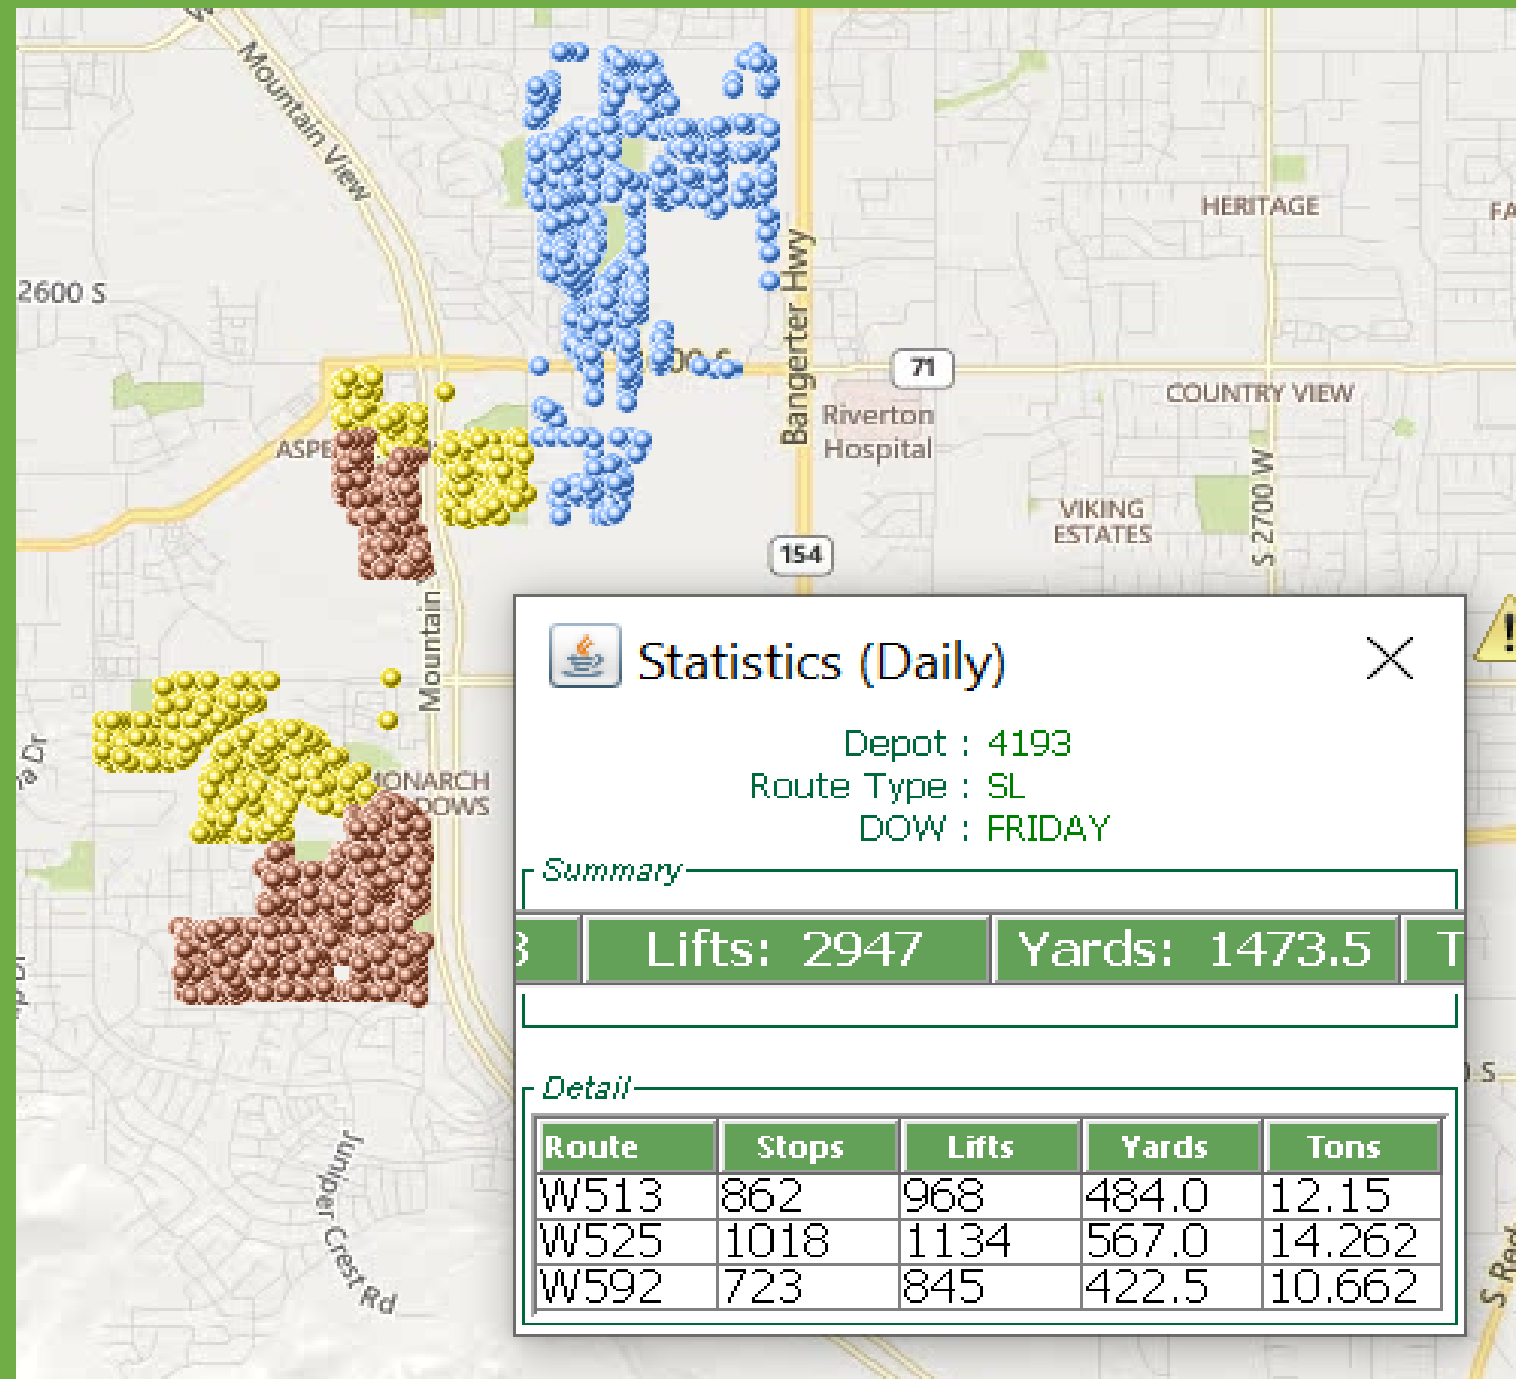 Mountain View
HERITAGE
FA
2600 S
Bangerter Hwy
71
COUNTRY VIEW
Riverton
Hospital
ASPE
VIKING
ESTATES
S 2700 W
154
Mountain
Statistics (Daily)
Depot : 4193
Route Type : SL
DOW : FRIDAY
Summary
3 Lifts: 2947 Yards: 1473.5 T
MONARCH
DOWS
Detail
Route Stops Lifts Yards Tons
W513 862 968 484.0 12.15
W525 1018 1134 567.0 14.262
W592 723 845 422.5 10.662
Juniper Crest Rd
S Red